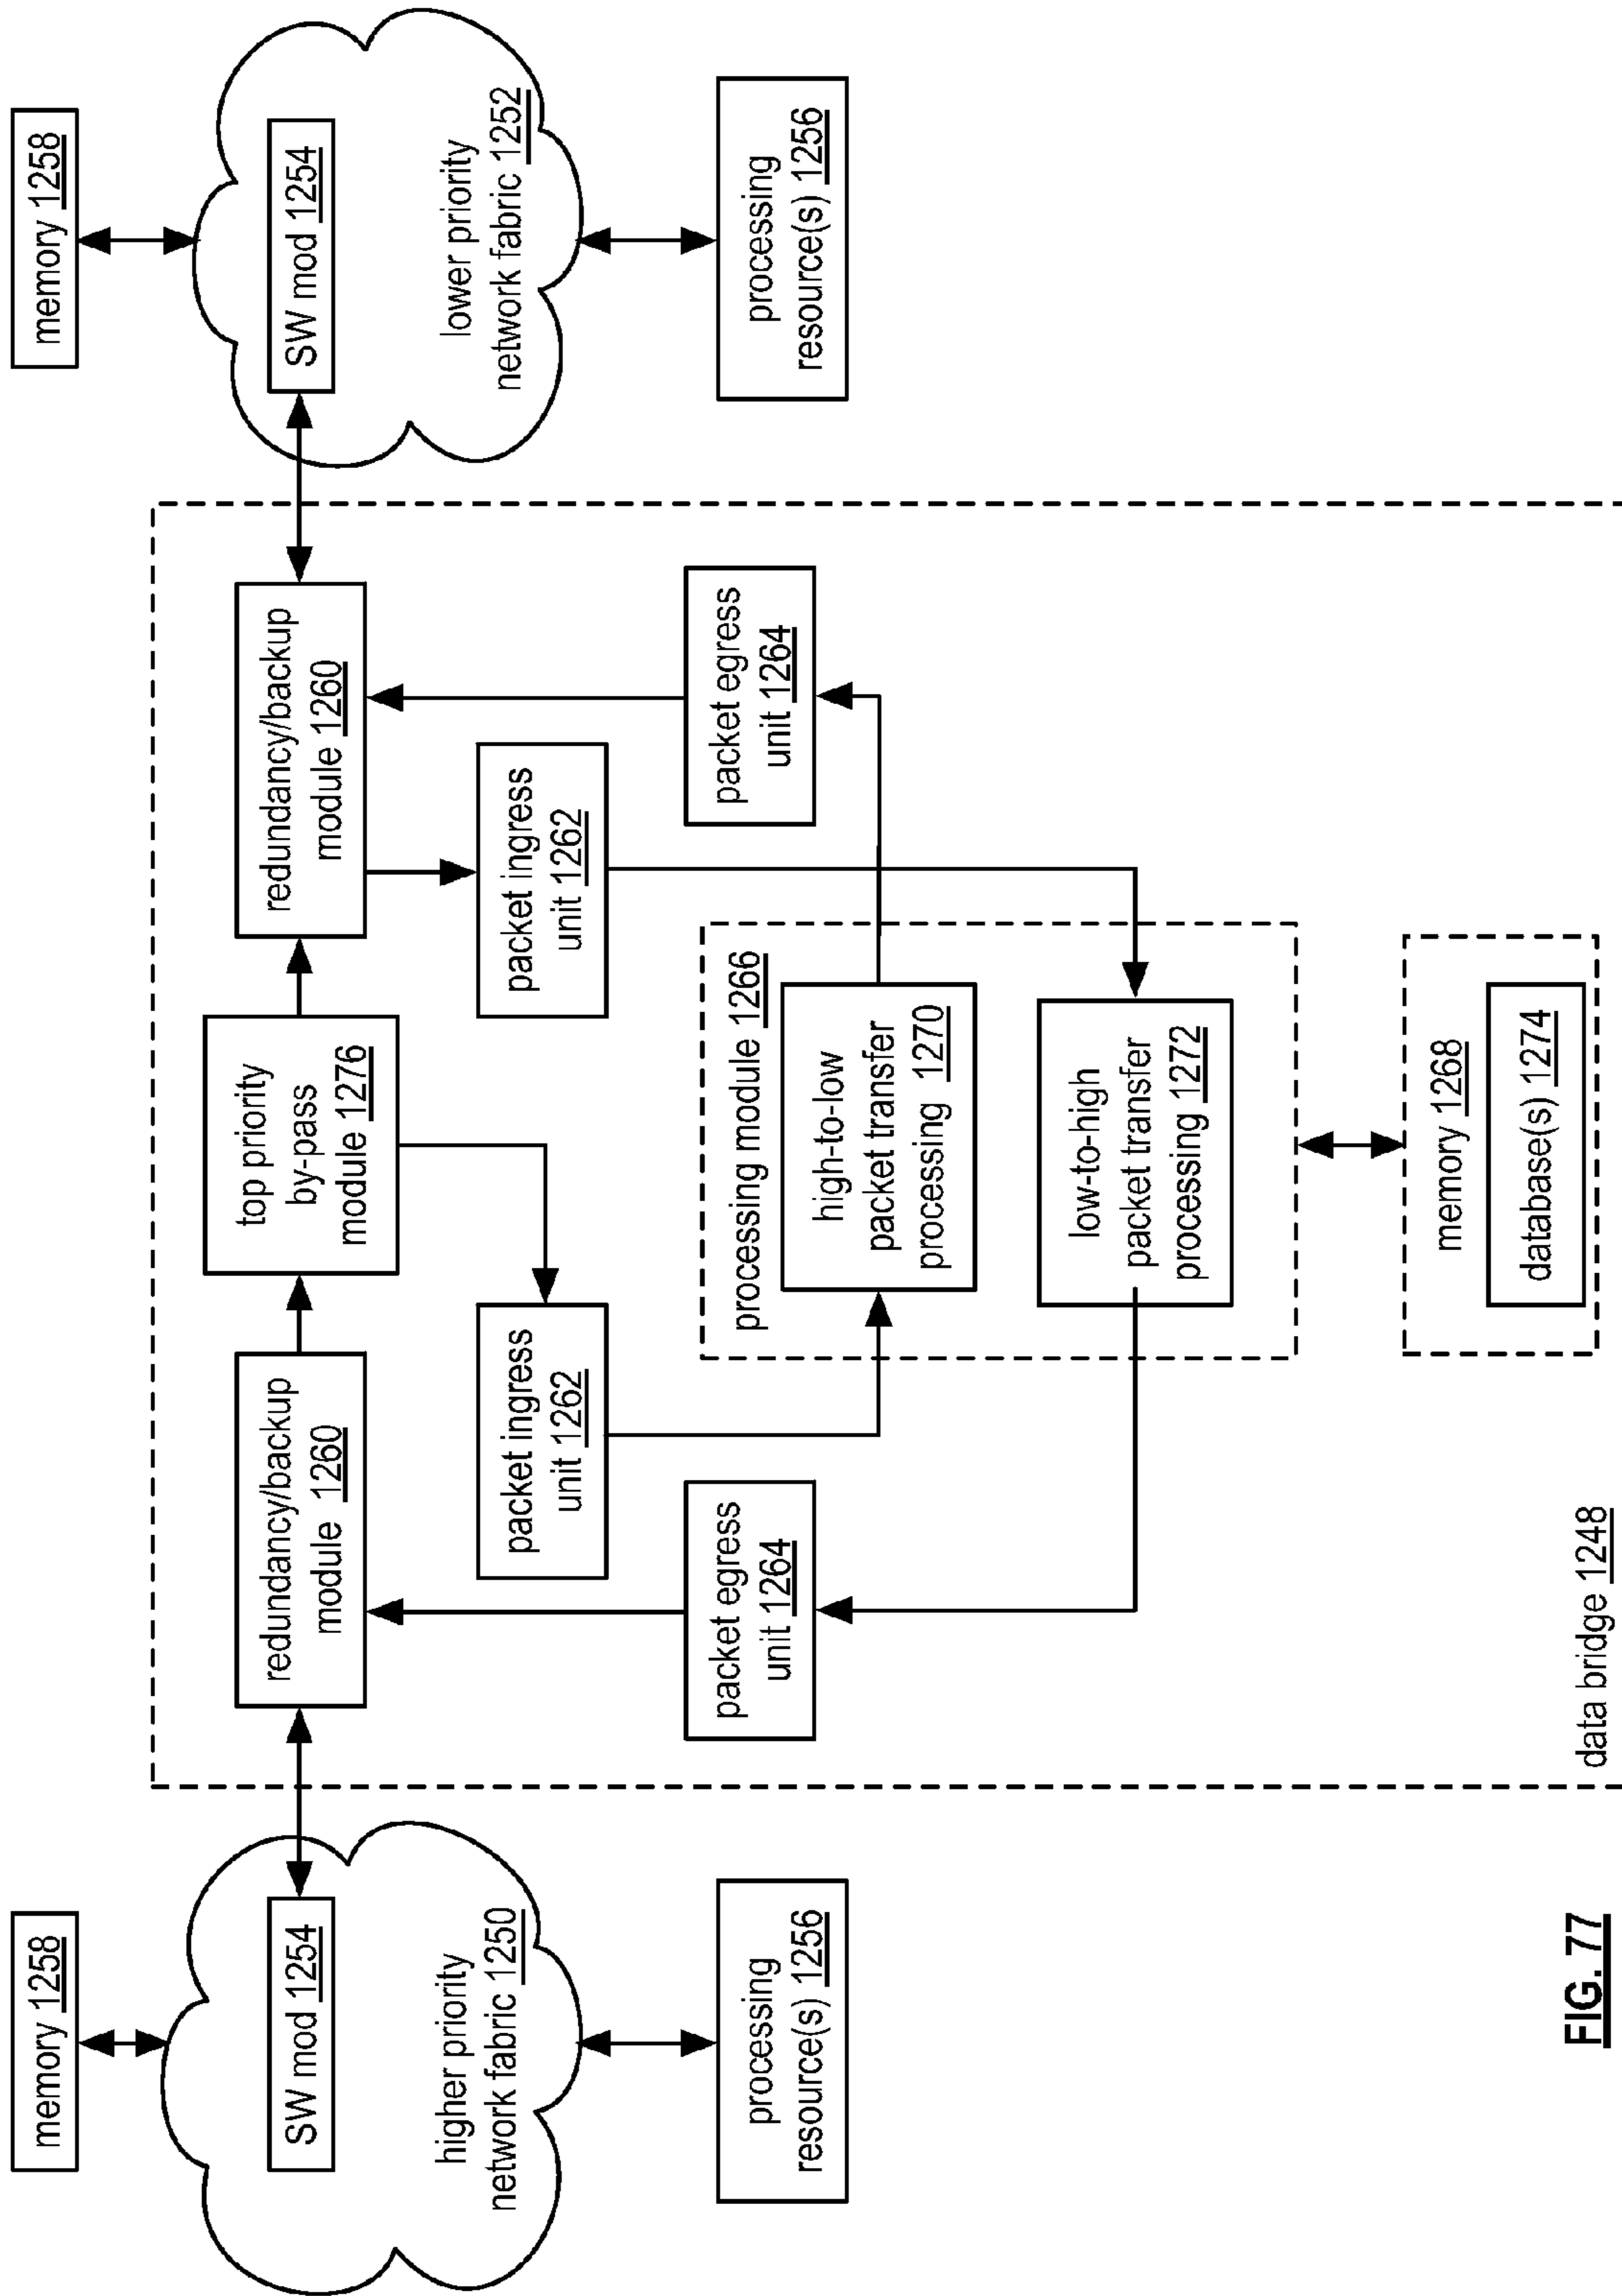 memory 1258
SW mod 1254
higher priority
network fabric 1250
processing
resource(s) 1256
redundancy/backup
module 1260
top priority
by-pass
module 1276
redundancy/backup
module 1260
packet ingress
unit 1262
packet ingress
unit 1262
packet egress
unit 1264
packet egress
unit 1264
processing module 1266
high-to-low
packet transfer
processing 1270
low-to-high
packet transfer
processing 1272
memory 1268
database(s) 1274
data bridge 1248
memory 1258
SW mod 1254
lower priority
network fabric 1252
processing
resource(s) 1256
FIG. 77